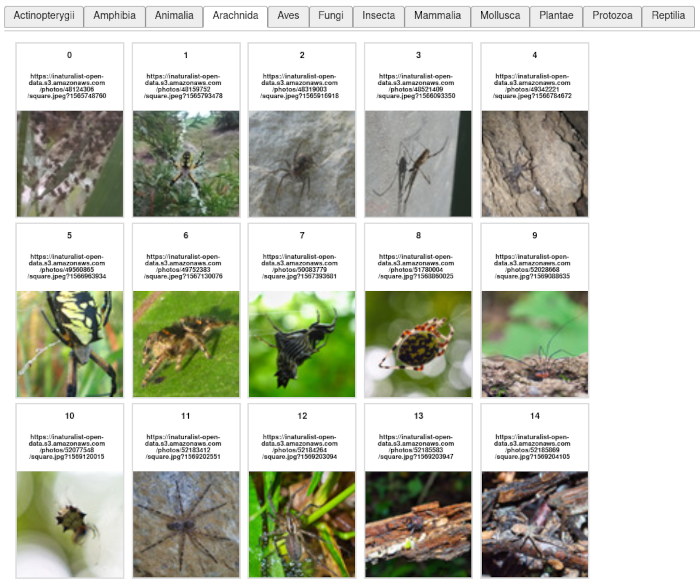 Actinopterygii Amphibia Animalia Arachnida Aves Fungi Insecta Mammalia Mollusca Plantae Protozoa Reptilia
0 1 2 3 4
https://inaturalist-open- https://inaturalist-open- https://inaturalist-open- https://inaturalist-open- https://inaturalist-open-
data.s3.amazonaws.com data.s3.amazonaws.com data.s3.amazonaws.com data.s3.amazonaws.com data.s3.amazonaws.com
/photos/48124306 /photos/48159752 /photos/48319003 /photos/48521409 /photos/49342221
/square.jpeg?1565748760 /square.jpeg?1565793478 /square.jpeg?1565916918 /square.jpeg?1566093350 /square.jpeg?1566784672
5 6 7 8 9
https://inaturalist-open- https://inaturalist-open- https://inaturalist-open- https://inaturalist-open- https://inaturalist-open-
data.s3.amazonaws.com data.s3.amazonaws.com data.s3.amazonaws.com data.s3.amazonaws.com data.s3.amazonaws.com
/photos/49560865 /photos/49752383 /photos/50083779 /photos/51780004 /photos/52028668
/square.jpeg?1566963934 /square.jpeg?1567130076 /square.jpg?1567393681 /square.jpg?1568860025 /square.jpg?1569088635
10 11 12 13 14
https://inaturalist-open- https://inaturalist-open- https://inaturalist-open- https://inaturalist-open- https://inaturalist-open-
data.s3.amazonaws.com data.s3.amazonaws.com data.s3.amazonaws.com data.s3.amazonaws.com data.s3.amazonaws.com
/photos/52077548 /photos/52183412 /photos/52184264 /photos/52185583 /photos/52185869
/square.jpg?1569120015 /square.jpg?1569202551 /square.jpg?1569203094 /square.jpg?1569203947 /square.jpg?1569204105